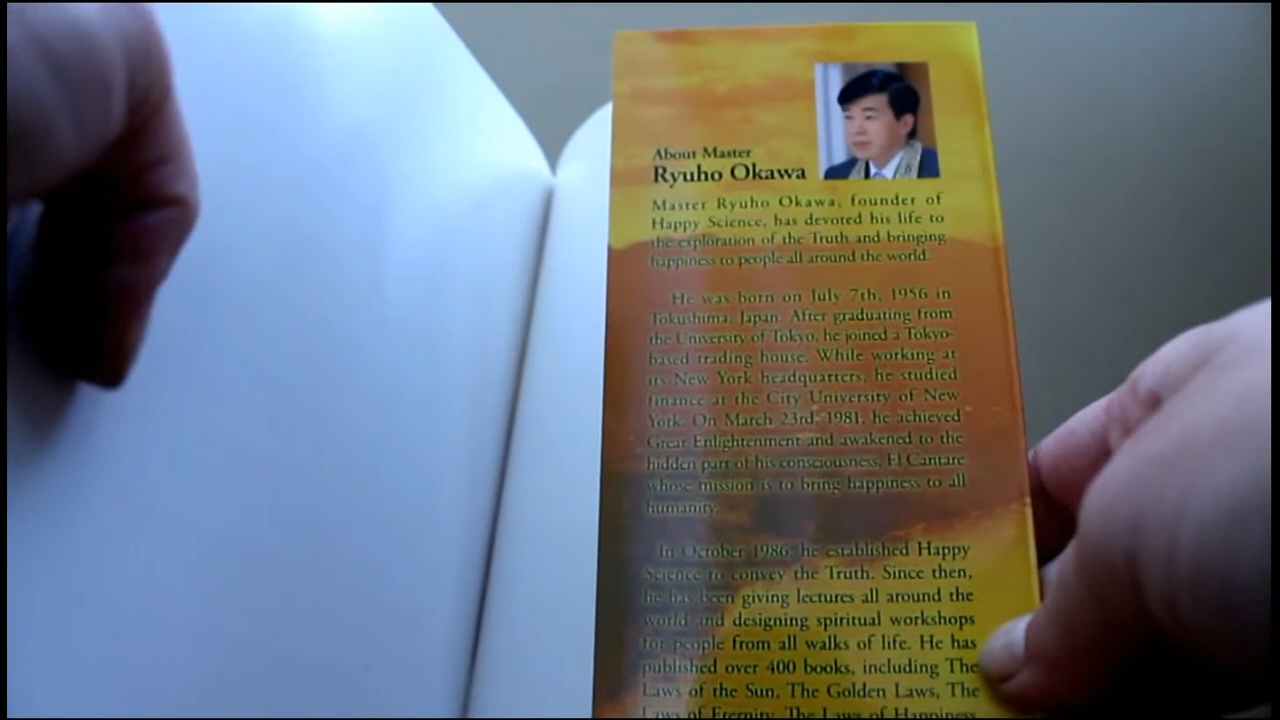 About Master
Ryuho Okawa
Master Ryuho Okawa, founder of
Happy Science, has devoted his life to
the exploration of the Truth and bringing
happiness to people all around the world.
He was born on July 7th, 1956 in
Tokushima, Japan. After graduating from
the University of Tokyo, he joined a Tokyo-
based trading house. While working at
its New York headquarters, he studied
finance at the City University of New
York. On March 23rd, 1981, he achieved
Great Enlightenment and awakened to the
hidden part of his consciousness, El Cantare
whose mission is to bring happiness to all
humanity.
In October 1986, he established Happy
Science to convey the Truth. Since then,
he has been giving lectures all around the
world and designing spiritual workshops
for people from all walks of life. He has
published over 400 books, including The
Laws of the Sun, The Golden Laws, The
Laws of Eternity, The Laws of Happiness